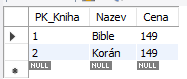 PK_Kniha Nazev Cena
1 Bible 149
2 Korán 149
NULL NULL NULL